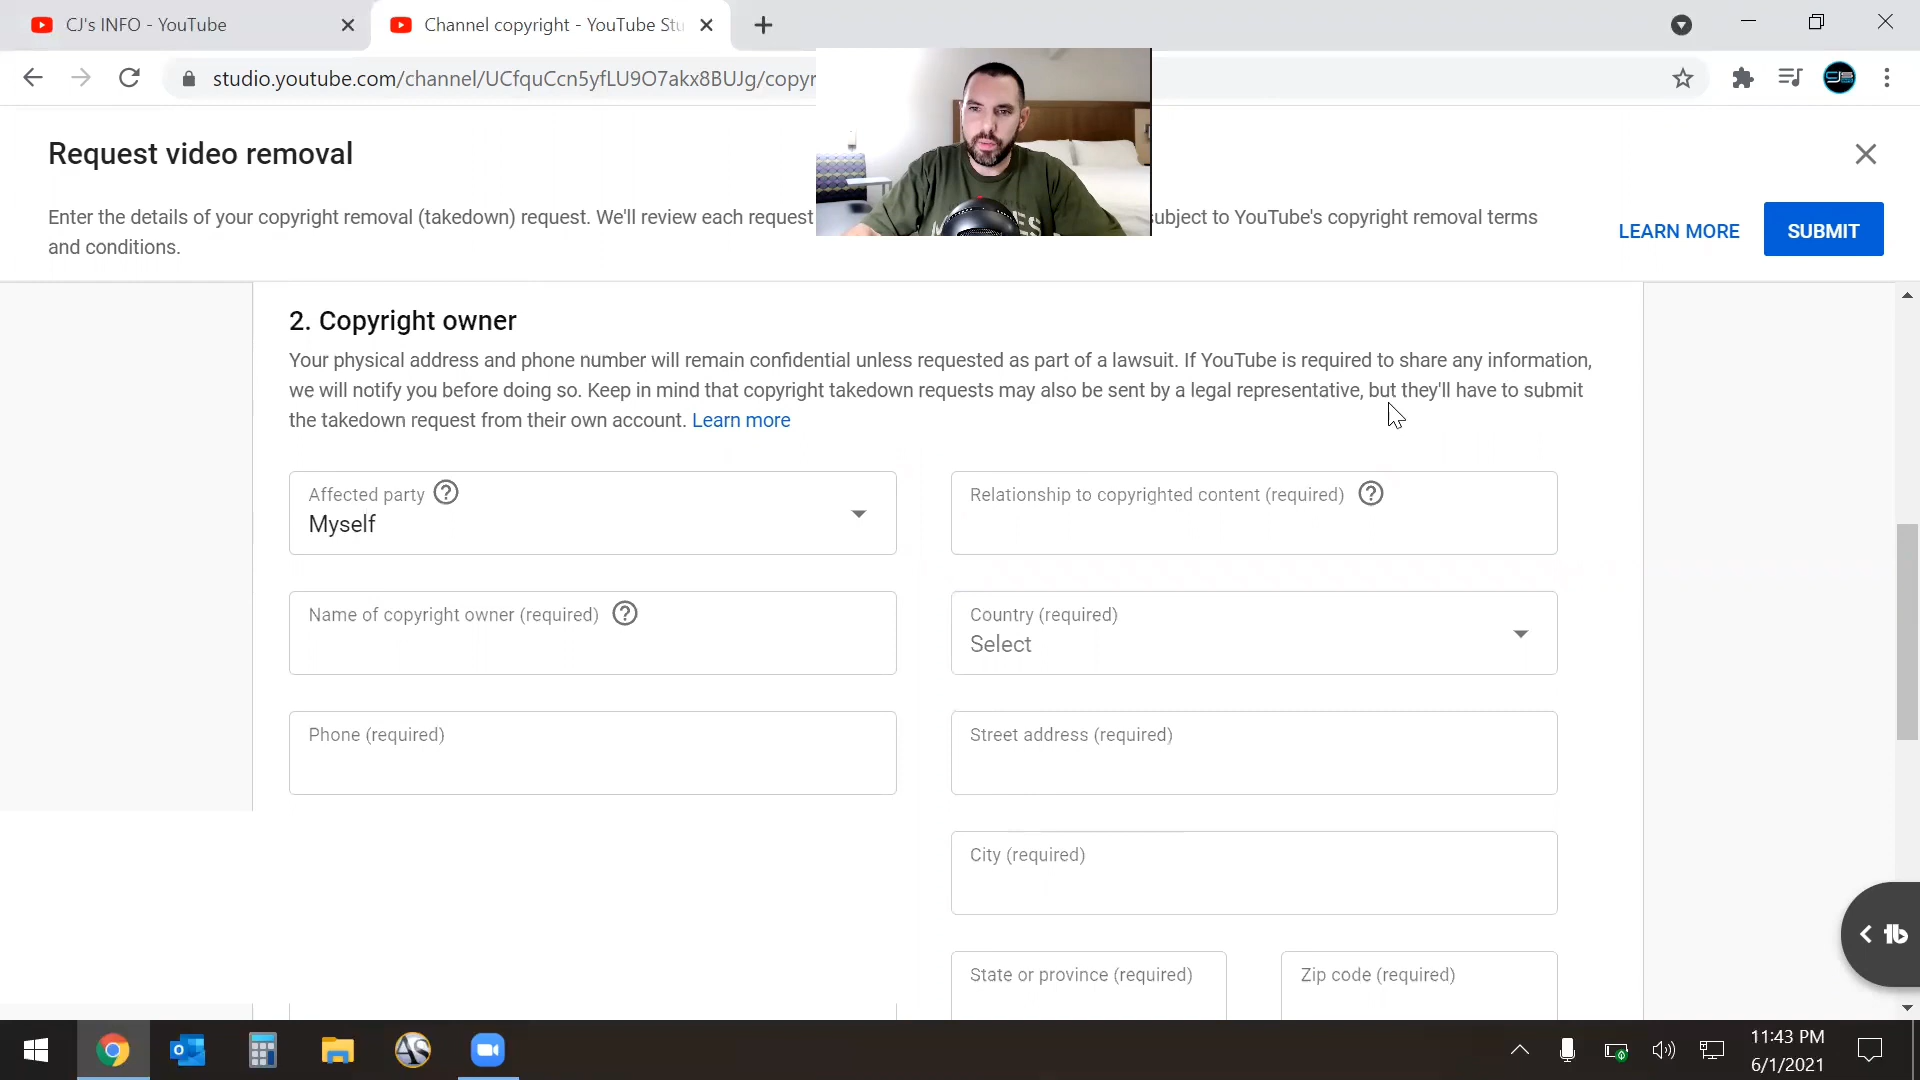 CJ's INFO - YouTube
Channel copyright - YouTube Stu
studio.youtube.com/channel/UCfquCcn5yfLU9O7akx8BUJg/copyr
Request video removal
Enter the details of your copyright removal (takedown) request. We'll review each request
ubject to YouTube's copyright removal terms
and conditions.
LEARN MORE
SUBMIT
2. Copyright owner
Your physical address and phone number will remain confidential unless requested as part of a lawsuit. If YouTube is required to share any information,
we will notify you before doing so. Keep in mind that copyright takedown requests may also be sent by a legal representative, but they'll have to submit
the takedown request from their own account. Learn more
Affected party
Myself
Relationship to copyrighted content (required)
Name of copyright owner (required)
Country (required)
Select
Phone (required)
Street address (required)
City (required)
State or province (required)
Zip code (required)
11:43 PM
6/1/2021